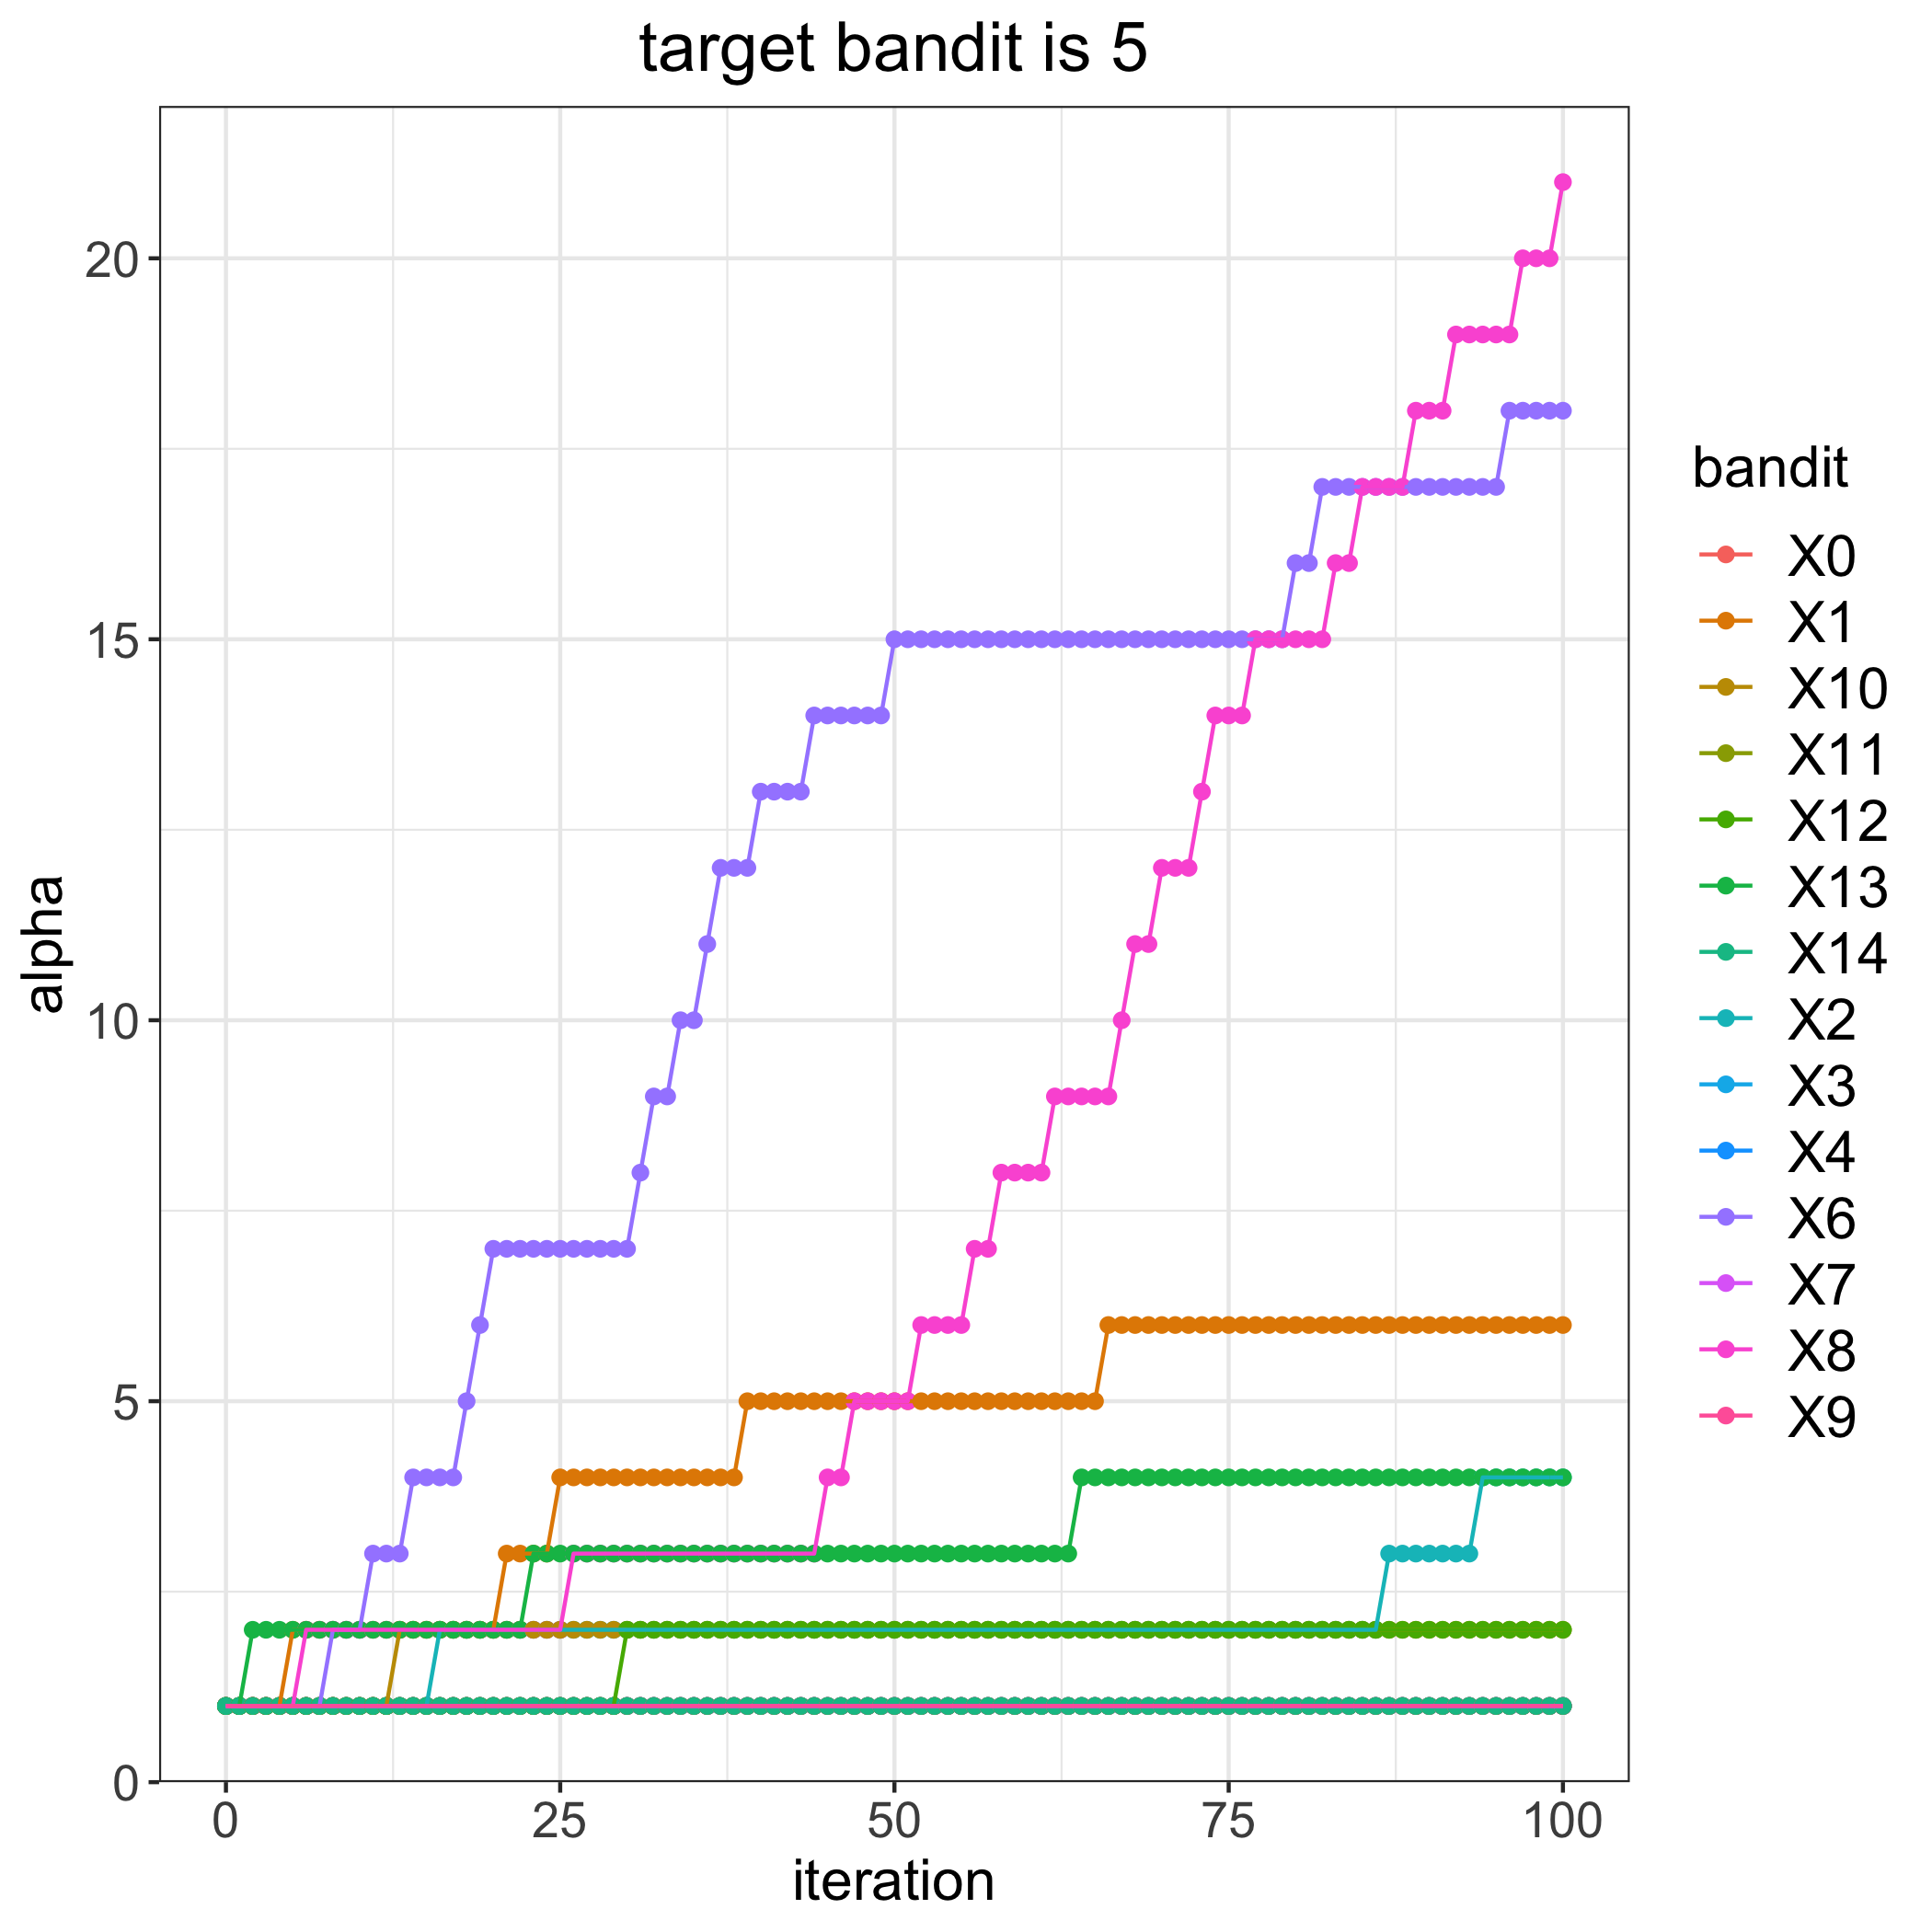 target bandit is 5
alpha
20
15
10
5
0
0 25 50 75 100
iteration
bandit
X0
X1
X10
X11
X12
X13
X14
X2
X3
X4
X6
X7
X8
X9